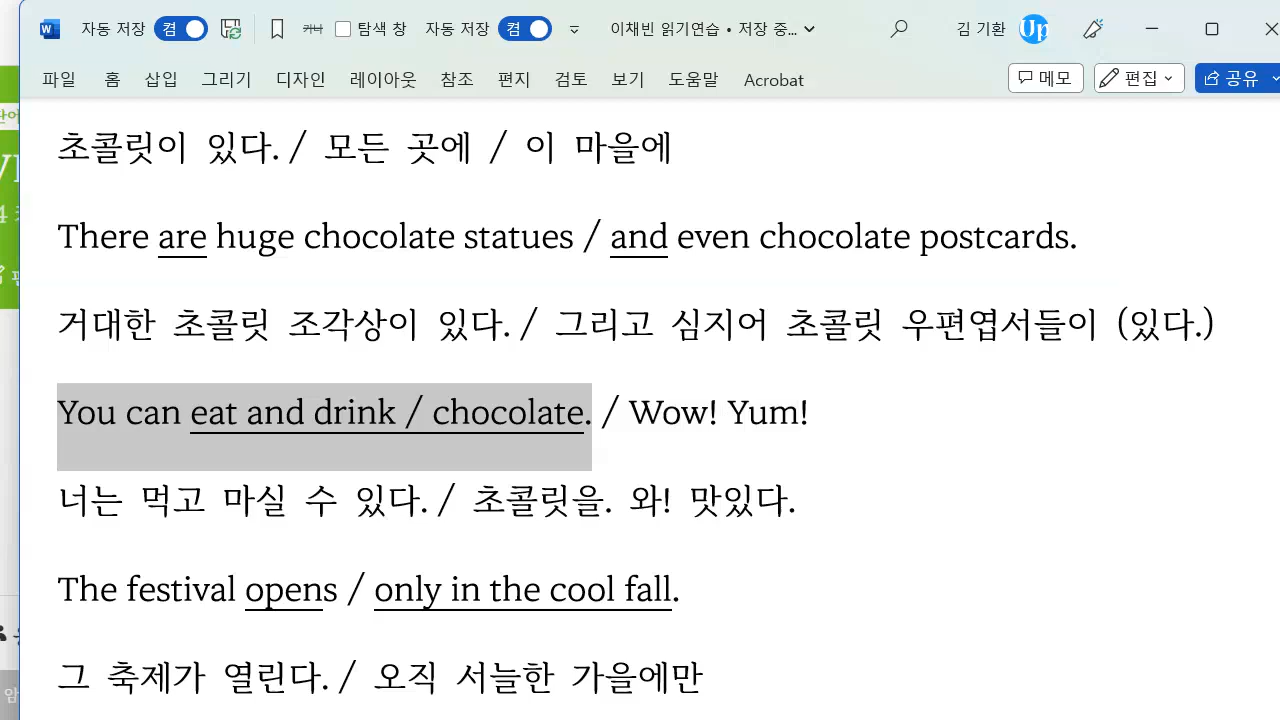 자동 저장 켬 가나 탐색 창 자동 저장 켬 이채빈 읽기연습 • 저장 중... 김 기환 Up
파일 홈 삽입 그리기 디자인 레이아웃 참조 편지 검토 보기 도움말 Acrobat 메모 편집 공유
초콜릿이 있다. / 모든 곳에 / 이 마을에
There are huge chocolate statues / and even chocolate postcards.
거대한 초콜릿 조각상이 있다. / 그리고 심지어 초콜릿 우편엽서들이 (있다.)
You can eat and drink / chocolate. / Wow! Yum!
너는 먹고 마실 수 있다. / 초콜릿을. 와! 맛있다.
The festival opens / only in the cool fall.
그 축제가 열린다. / 오직 서늘한 가을에만